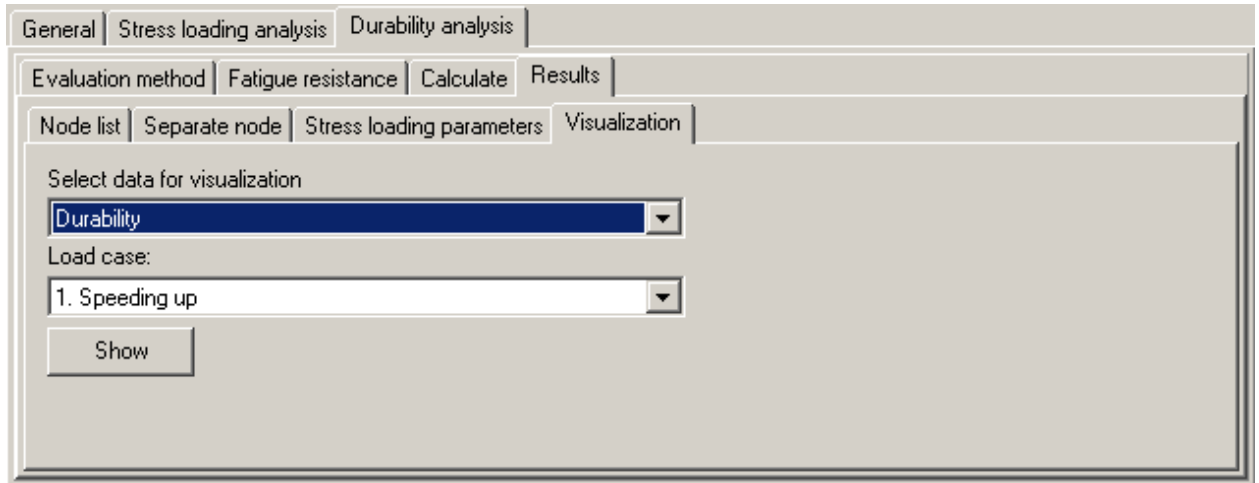 General Stress loading analysis Durability analysis
Evaluation method Fatigue resistance Calculate Results
Node list Separate node Stress loading parameters Visualization
Select data for visualization
Durability
Load case:
1. Speeding up
Show